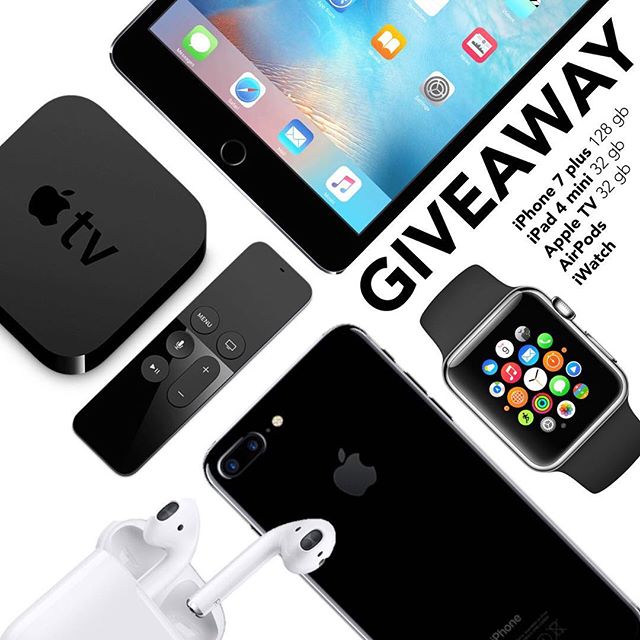 GIVEAWAY
iPhone 7 plus 128 gb
iPad 4 mini 32 gb
Apple TV 32 gb
AirPods
iWatch
tv
MENU
iPhone